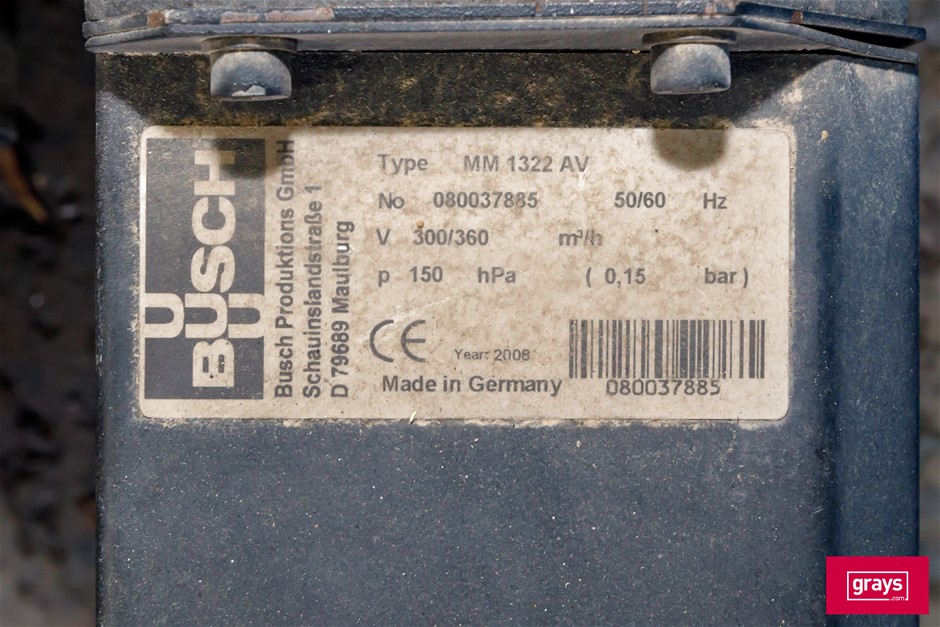 BUSCH
Busch Produktions GmbH
Schauinslandstraße 1
D 79689 Maulburg
Type MM 1322 AV
No 080037885 50/60 Hz
V 300/360 m³/h
p 150 hPa ( 0,15 bar )
CE Year: 2008
Made in Germany
080037885
grays
.com